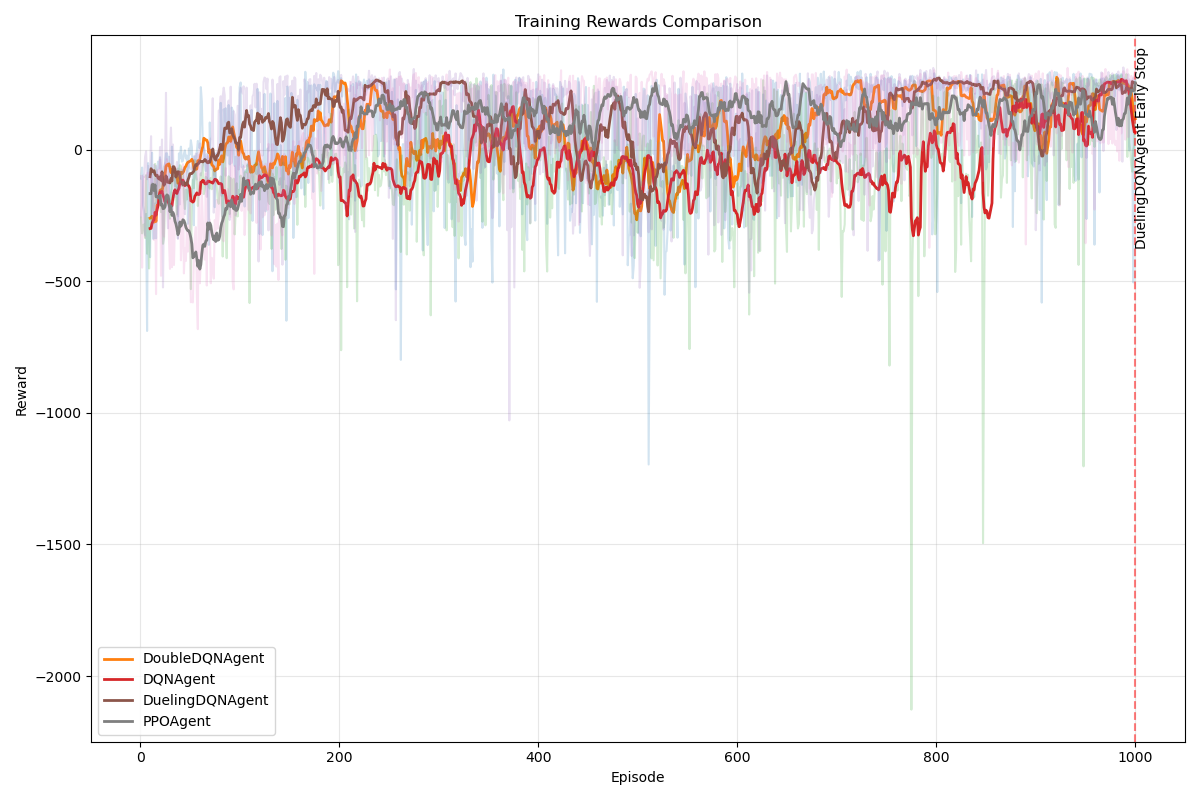 Training Rewards Comparison
Reward
0
−500
−1000
−1500
−2000
DuelingDQNAgent Early Stop
DoubleDQNAgent
DQNAgent
DuelingDQNAgent
PPOAgent
0
200
400
600
800
1000
Episode